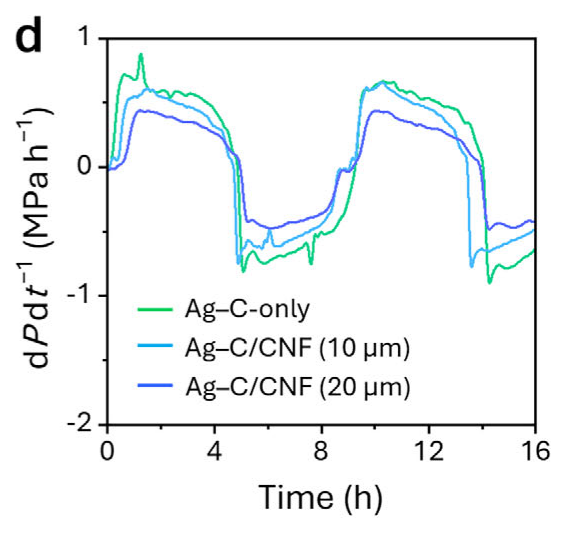 d
dPdt⁻¹ (MPa h⁻¹)
1
0
-1
-2
Ag–C-only
Ag–C/CNF (10 μm)
Ag–C/CNF (20 μm)
0 4 8 12 16
Time (h)